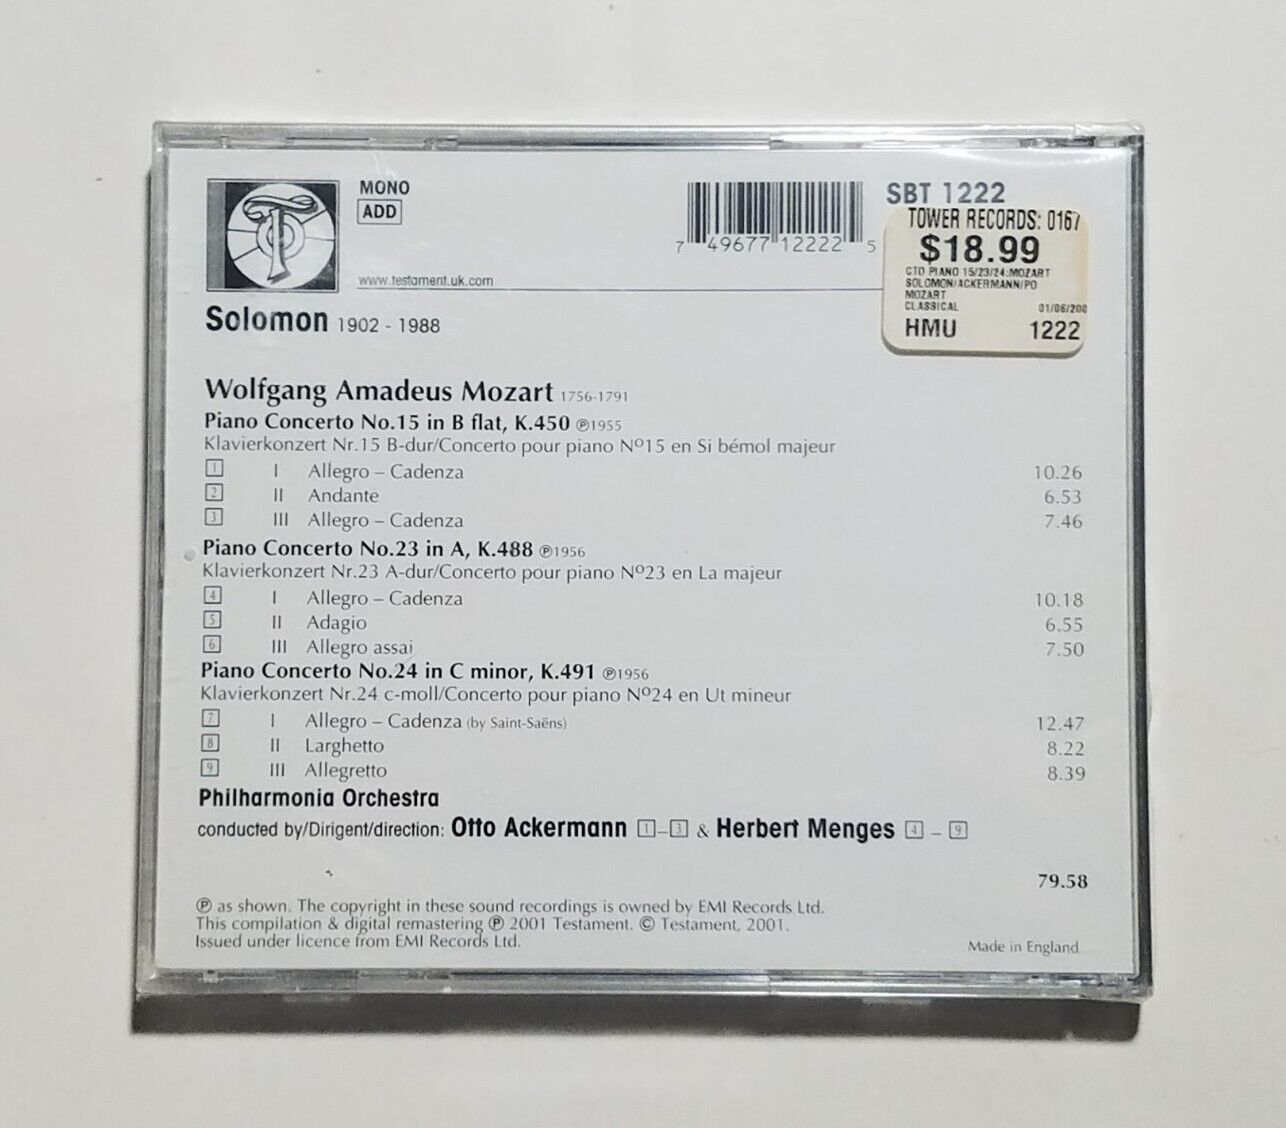 MONO
ADD
www.testament.uk.com
7 49677 12222 5
SBT 1222
TOWER RECORDS: 0167
$18.99
CTO PIANO 15/23/24:MOZART
SOLOMON/ACKERMANN/PO
MOZART
CLASSICAL 01/06/200
HMU 1222
Solomon 1902 - 1988
Wolfgang Amadeus Mozart 1756-1791
Piano Concerto No.15 in B flat, K.450 ℗1955
Klavierkonzert Nr.15 B-dur/Concerto pour piano Nº15 en Si bémol majeur
1 I Allegro – Cadenza 10.26
2 II Andante 6.53
3 III Allegro – Cadenza 7.46
Piano Concerto No.23 in A, K.488 ℗1956
Klavierkonzert Nr.23 A-dur/Concerto pour piano Nº23 en La majeur
4 I Allegro – Cadenza 10.18
5 II Adagio 6.55
6 III Allegro assai 7.50
Piano Concerto No.24 in C minor, K.491 ℗1956
Klavierkonzert Nr.24 c-moll/Concerto pour piano Nº24 en Ut mineur
7 I Allegro – Cadenza (by Saint-Saëns) 12.47
8 II Larghetto 8.22
9 III Allegretto 8.39
Philharmonia Orchestra
conducted by/Dirigent/direction: Otto Ackermann 1–3 & Herbert Menges 4 – 9
79.58
℗ as shown. The copyright in these sound recordings is owned by EMI Records Ltd.
This compilation & digital remastering ℗ 2001 Testament. © Testament, 2001.
Issued under licence from EMI Records Ltd.
Made in England